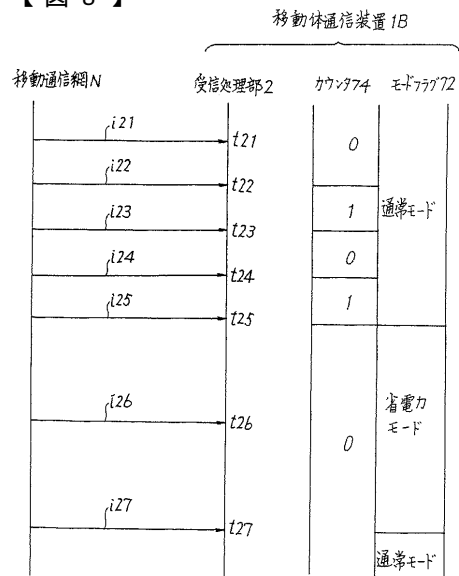 移動体通信装置1B
移動通信網N 受信処理部2 カウンタ74 モードフラグ72
i21
t21
0
i22
t22
i23
1
通常モード
t23
i24
0
t24
i25
1
t25
i26
省電力
モード
t26
0
i27
t27
通常モード